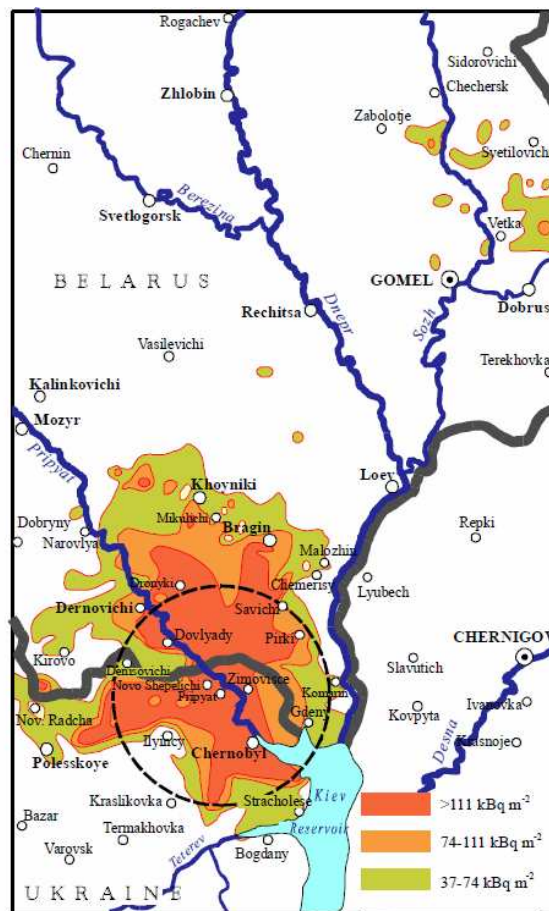 Rogachev
Sidorovichi
Zhlobin
Chechersk
Zabolotje
Chernin
Svetilovichi
Berezina
Svetlogorsk
Vetka
BELARUS
GOMEL
Dobrus
Dnepr
Rechitsa
Sozh
Vasilevichi
Terekhovka
Kalinkovichi
Mozyr
Pripyat
Loev
Khoyniki
Mikulichi
Dobryny
Bragin
Repki
Narovlya
Malozhin
Dronyki
Chemerisy
Lyubech
Dernovichi
Savichi
Pirki
Dovlyady
CHERNIGOV
Kirovo
Denisovichi
Slavutich
Novo Shepelichi
Zimovisce
Komarin
Pripyat
Ivanovka
Nov. Radcha
Gdeny
Kovpyta
Desna
Ilyincy
Krasnoje
Polesskoye
Chernobyl
Kraslikovka
Stracholese
Kiev
>111 kBq m-2
Bazar
Termakhovka
Reservoir
74-111 kBq m-2
Varovsk
Teterev
Bogdany
37-74 kBq m-2
UKRAINE